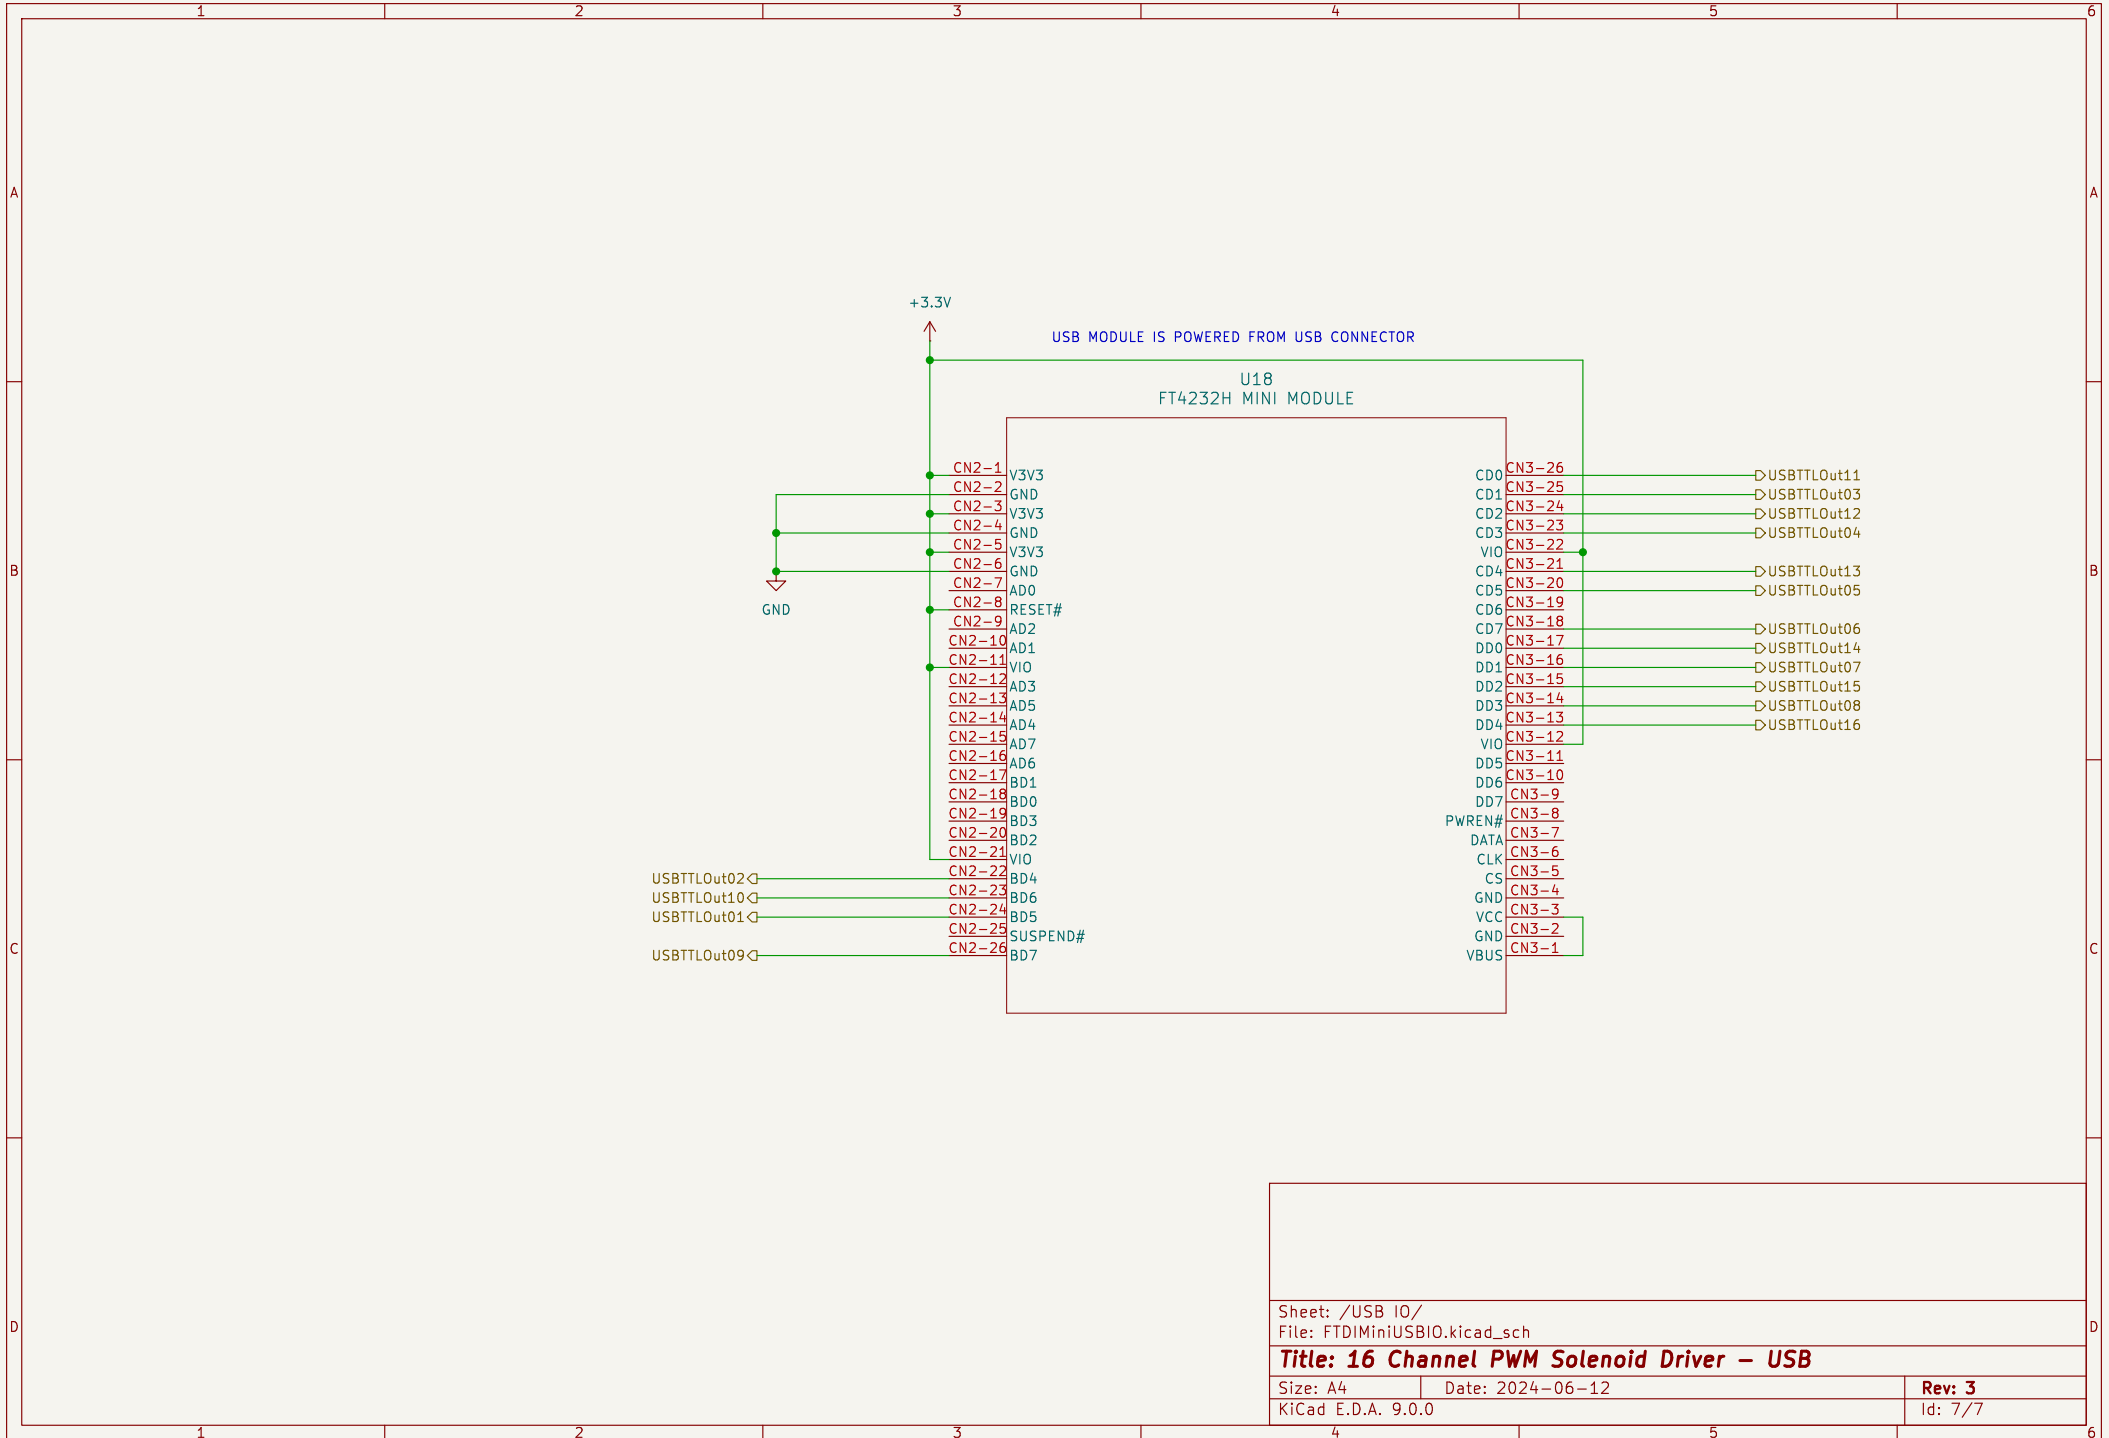 1 2 3 4 5 6
A A
+3.3V
USB MODULE IS POWERED FROM USB CONNECTOR
U18
FT4232H MINI MODULE
CN2-1 V3V3 CD0 CN3-26 USBTTLOut11
CN2-2 GND CD1 CN3-25 USBTTLOut03
CN2-3 V3V3 CD2 CN3-24 USBTTLOut12
CN2-4 GND CD3 CN3-23 USBTTLOut04
CN2-5 V3V3 VIO CN3-22
B CN2-6 GND CD4 CN3-21 USBTTLOut13 B
CN2-7 AD0 CD5 CN3-20 USBTTLOut05
GND CN2-8 RESET# CD6 CN3-19
CN2-9 AD2 CD7 CN3-18 USBTTLOut06
CN2-10 AD1 DD0 CN3-17 USBTTLOut14
CN2-11 VIO DD1 CN3-16 USBTTLOut07
CN2-12 AD3 DD2 CN3-15 USBTTLOut15
CN2-13 AD5 DD3 CN3-14 USBTTLOut08
CN2-14 AD4 DD4 CN3-13 USBTTLOut16
CN2-15 AD7 VIO CN3-12
CN2-16 AD6 DD5 CN3-11
CN2-17 BD1 DD6 CN3-10
CN2-18 BD0 DD7 CN3-9
CN2-19 BD3 PWREN# CN3-8
CN2-20 BD2 DATA CN3-7
CN2-21 VIO CLK CN3-6
USBTTLOut02 CN2-22 BD4 CS CN3-5
USBTTLOut10 CN2-23 BD6 GND CN3-4
USBTTLOut01 CN2-24 BD5 VCC CN3-3
CN2-25 SUSPEND# GND CN3-2
C USBTTLOut09 CN2-26 BD7 VBUS CN3-1 C
Sheet: /USB IO/
D File: FTDIMiniUSBIO.kicad_sch D
Title: 16 Channel PWM Solenoid Driver - USB
Size: A4 Date: 2024-06-12 Rev: 3
KiCad E.D.A. 9.0.0 Id: 7/7
1 2 3 4 5 6